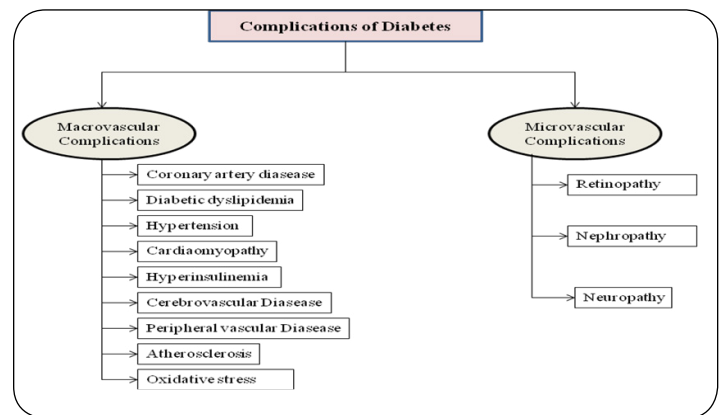 Complications of Diabetes
Macrovascular
Complications
Coronary artery diasease
Diabetic dyslipidemia
Hypertension
Cardiaomyopathy
Hyperinsulinemia
Cerebrovascular Diasease
Peripheral vascular Diasease
Atherosclerosis
Oxidative stress
Microvascular
Complications
Retinopathy
Nephropathy
Neuropathy